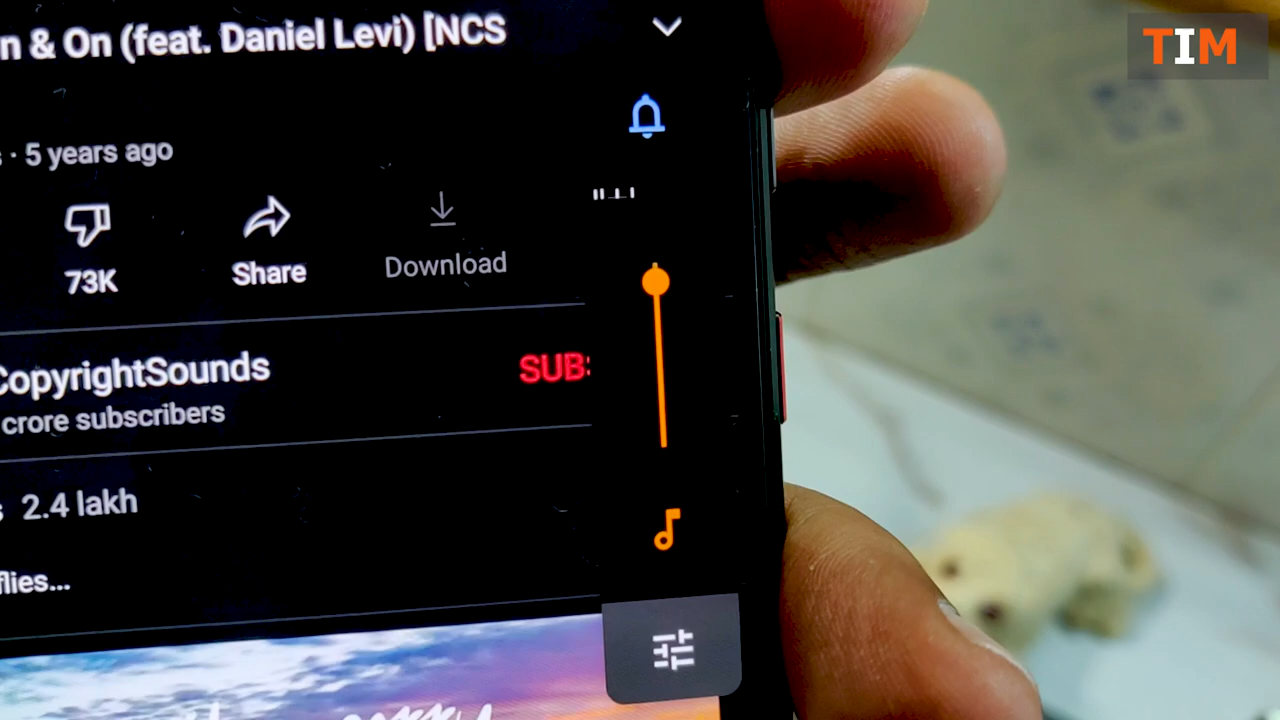 n & On (feat. Daniel Levi) [NCS
TIM
· 5 years ago
73K
Share
Download
CopyrightSounds
SUB
crore subscribers
2.4 lakh
flies...